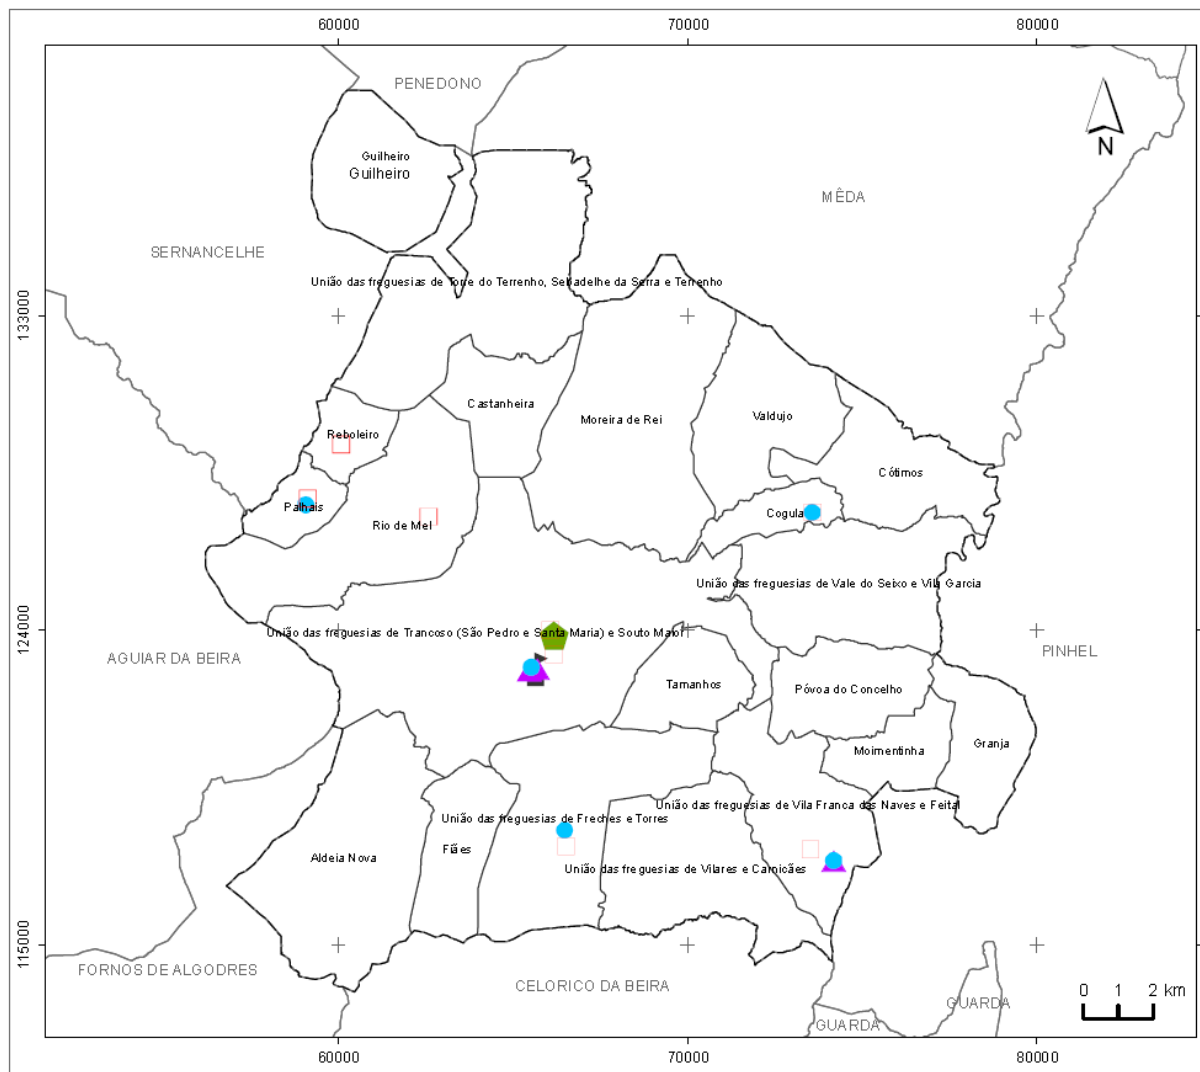 60000 70000 80000
PENEDONO
Guilheiro
Guilheiro
MÊDA
SERNANCELHE
União das freguesias de Torre do Terrenho, Sebadelhe da Serra e Terrenho
133000
Castanheira
Moreira de Rei
Valdujo
Reboleiro
Cótimos
Palhais
Rio de Mel
Cogula
União das freguesias de Vale do Seixo e Vila Garcia
124000
União das freguesias de Trancoso (São Pedro e Santa Maria) e Souto Maior
AGUIAR DA BEIRA
PINHEL
Tamanhos
Póvoa do Concelho
Moimentinha
Granja
União das freguesias de Vila Franca das Naves e Feital
União das freguesias de Freches e Torres
Fiães
Aldeia Nova
União das freguesias de Vilares e Carnicães
115000
FORNOS DE ALGODRES
CELORICO DA BEIRA
GUARDA
GUARDA
N
0 1 2 km
60000 70000 80000